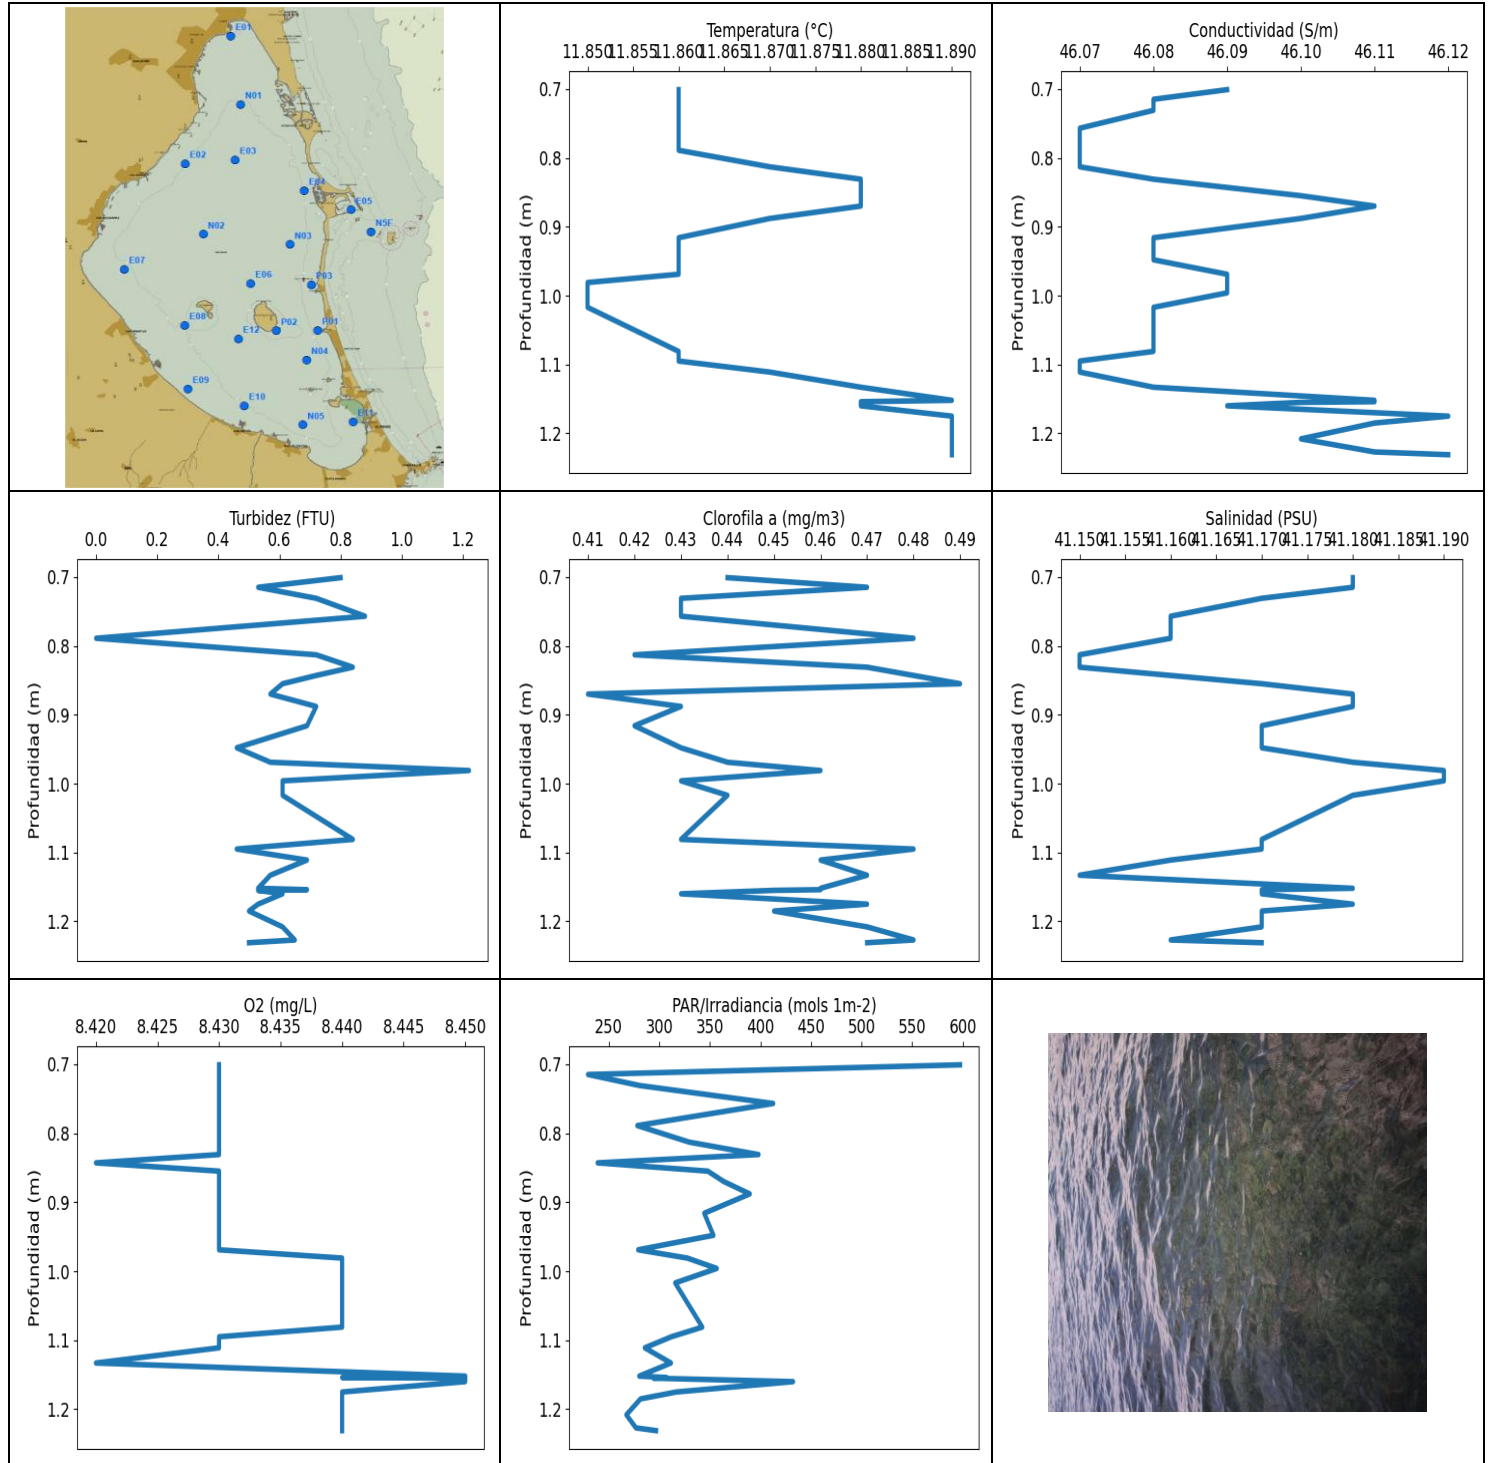 E01
N01
E02
E03
E04
E05
N5F
N02
N03
E07
E06
P03
E08
E12
P02
P01
N04
E09
E10
N05
E11
Temperatura (°C)
11.850 11.855 11.860 11.865 11.870 11.875 11.880 11.885 11.890
Profundidad (m)
0.7
0.8
0.9
1.0
1.1
1.2
Conductividad (S/m)
46.07 46.08 46.09 46.10 46.11 46.12
Profundidad (m)
0.7
0.8
0.9
1.0
1.1
1.2
Turbidez (FTU)
0.0 0.2 0.4 0.6 0.8 1.0 1.2
Profundidad (m)
0.7
0.8
0.9
1.0
1.1
1.2
Clorofila a (mg/m3)
0.41 0.42 0.43 0.44 0.45 0.46 0.47 0.48 0.49
Profundidad (m)
0.7
0.8
0.9
1.0
1.1
1.2
Salinidad (PSU)
41.150 41.155 41.160 41.165 41.170 41.175 41.180 41.185 41.190
Profundidad (m)
0.7
0.8
0.9
1.0
1.1
1.2
O2 (mg/L)
8.420 8.425 8.430 8.435 8.440 8.445 8.450
Profundidad (m)
0.7
0.8
0.9
1.0
1.1
1.2
PAR/Irradiancia (mols 1m-2)
250 300 350 400 450 500 550 600
Profundidad (m)
0.7
0.8
0.9
1.0
1.1
1.2